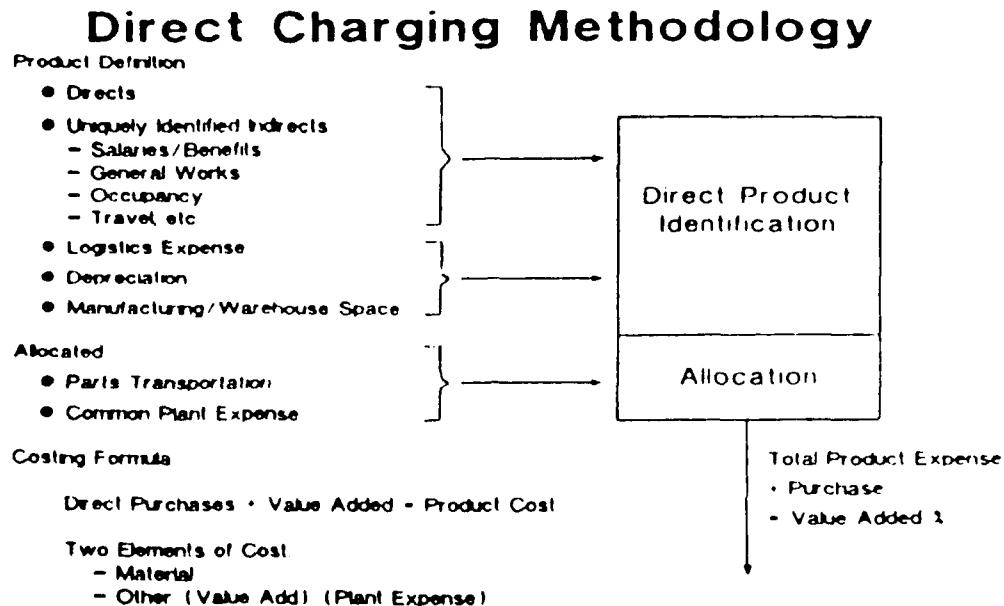 Direct Charging Methodology
Product Definition
● Directs
● Uniquely Identified Indirects
– Salaries/Benefits
– General Works
– Occupancy
– Travel, etc
● Logistics Expense
● Depreciation
● Manufacturing/Warehouse Space
Direct Product
Identification
Allocated
● Parts Transportation
● Common Plant Expense
Allocation
Costing Formula
Direct Purchases + Value Added = Product Cost
Two Elements of Cost
– Material
– Other (Value Add) (Plant Expense)
Total Product Expense
÷ Purchase
= Value Added %